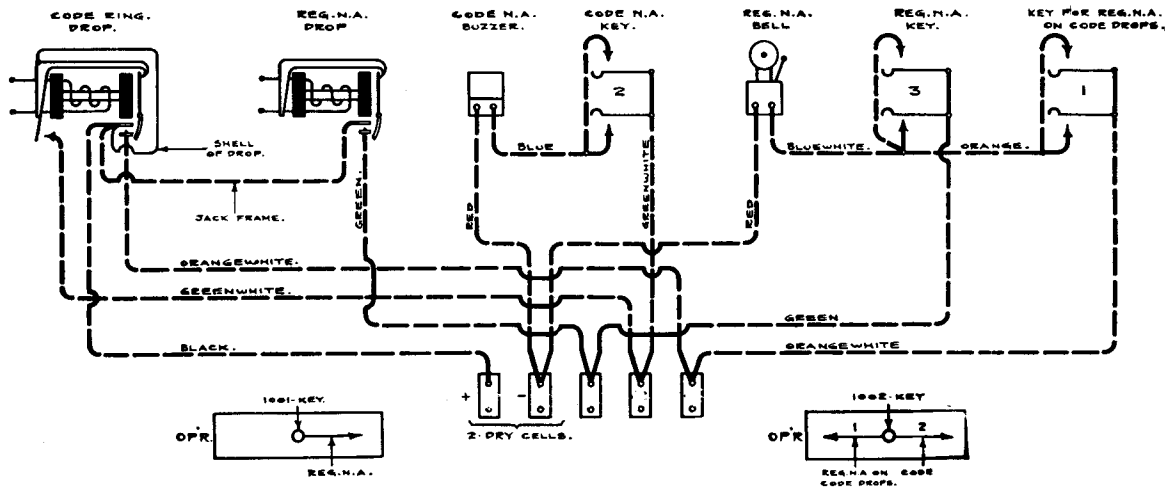 CODE RING.
DROP.
REG.N.A.
DROP
CODE N.A.
BUZZER.
CODE N.A.
KEY.
REG.N.A.
BELL
REG.N.A.
KEY.
KEY FOR REG.N.A.
ON CODE DROPS.
2
3
1
SHELL
OF DROP.
BLUE
BLUEWHITE.
ORANGE.
JACK FRAME.
GREEN.
RED
GREENWHITE
RED
ORANGEWHITE.
GREENWHITE.
GREEN
BLACK.
ORANGEWHITE
+
-
2-DRY CELLS.
1001-KEY.
OP'R.
REG.N.A.
1002-KEY
OP'R
1
2
REG.N.A ON
CODE DROPS.
CODE